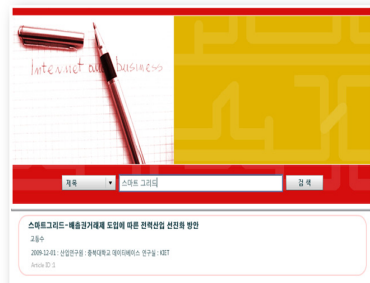 Internet and business
제목
스마트 그리드
검 색
스마트그리드-배출권거래제 도입에 따른 전력산업 선진화 방안
고동수
2009-12-01 : 산업연구원 : 충북대학교 데이터베이스 연구실 : KIET
Article ID :1